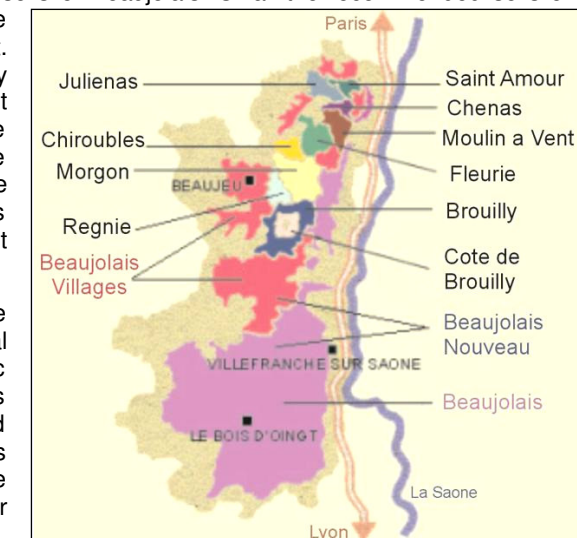 Paris
Julienas
Saint Amour
Chenas
Chiroubles
Moulin a Vent
Morgon
Fleurie
BEAUJEU
Regnie
Brouilly
Beaujolais
Villages
Cote de
Brouilly
Beaujolais
Nouveau
VILLEFRANCHE SUR SAONE
Beaujolais
LE BOIS D'OINGT
La Saone
Lyon